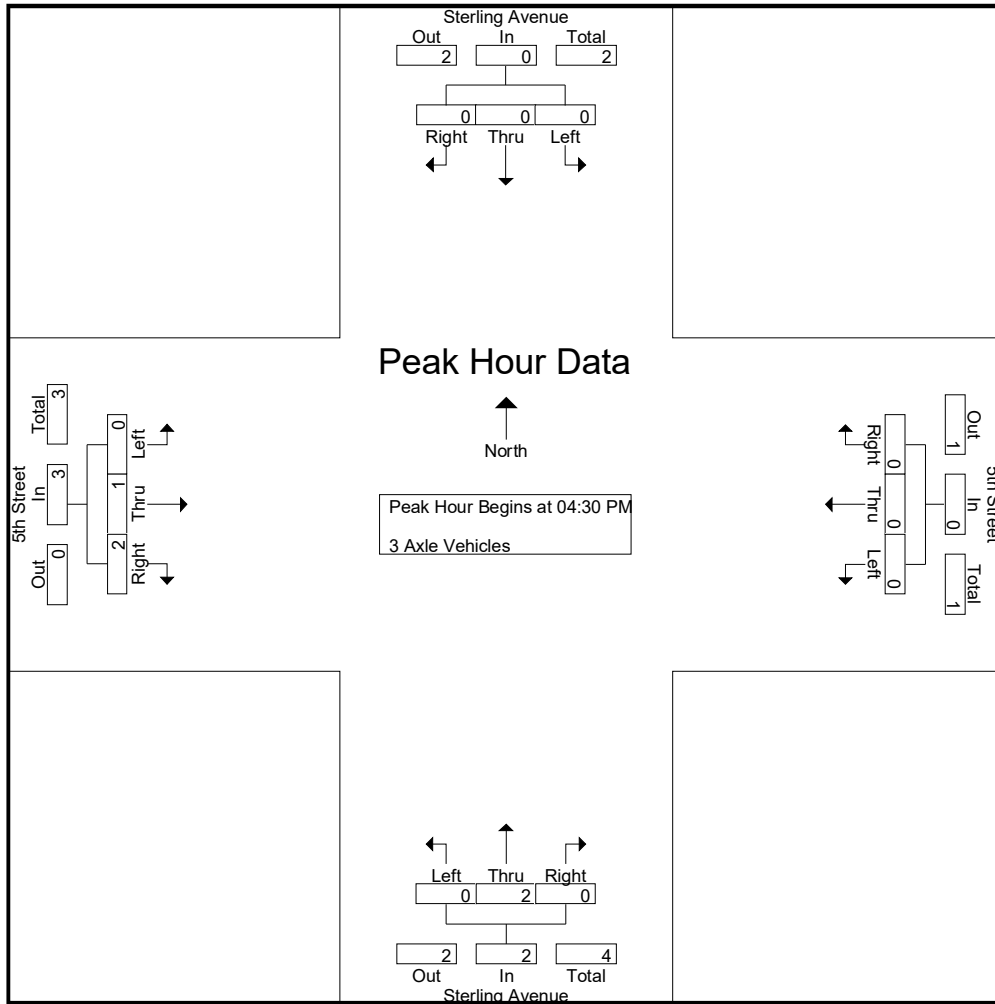 Sterling Avenue
Out In Total
2 0 2
0 0 0
Right Thru Left
Peak Hour Data
North
Peak Hour Begins at 04:30 PM
3 Axle Vehicles
5th Street
Out In Total
0 3 3
2 1 0
Right Thru Left
5th Street
Out In Total
1 0 1
0 0 0
Right Thru Left
Left Thru Right
0 2 0
2 2 4
Out In Total
Sterling Avenue